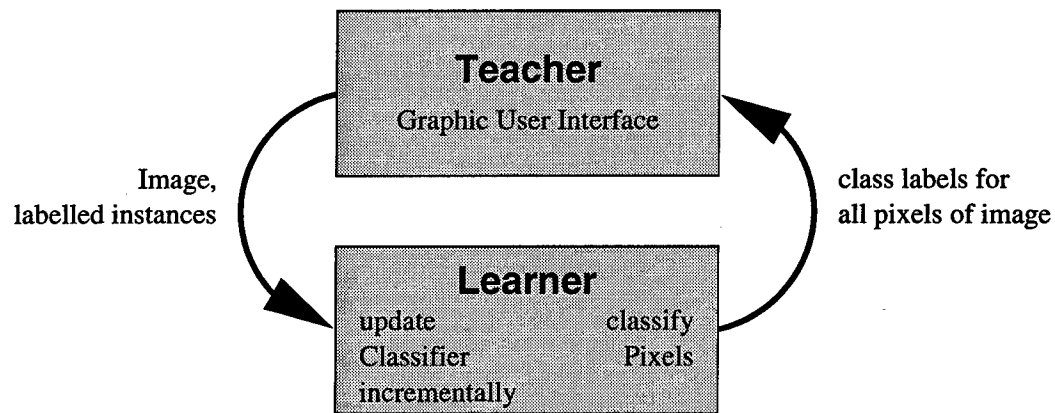 Teacher
Graphic User Interface
Image,
labelled instances
class labels for
all pixels of image
Learner
update
Classifier
incrementally
classify
Pixels